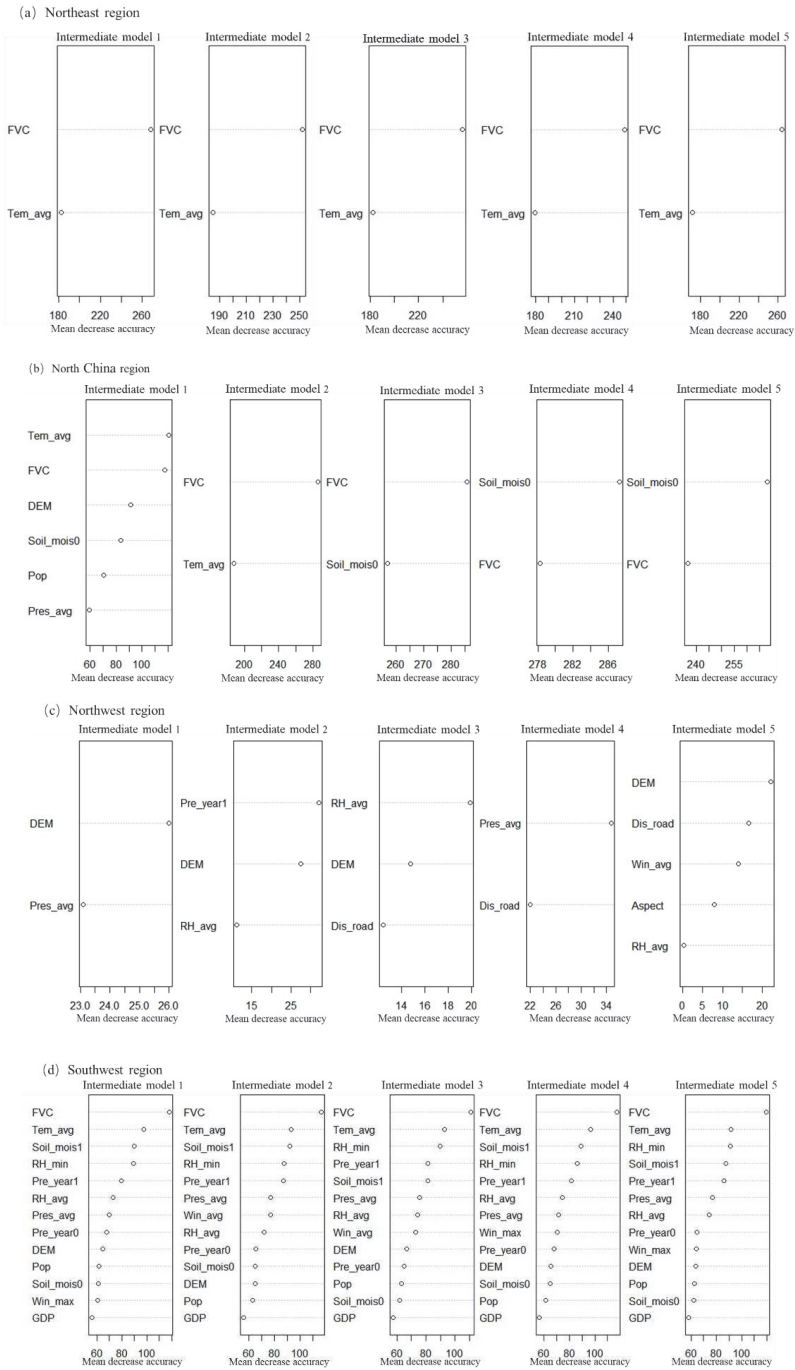 (a) Northeast region
Intermediate model 1 Intermediate model 2 Intermediate model 3 Intermediate model 4 Intermediate model 5
FVC FVC FVC FVC FVC
Tem_avg Tem_avg Tem_avg Tem_avg Tem_avg
180 220 260 190 210 230 250 180 220 180 200 220 240 180 220 260
Mean decrease accuracy Mean decrease accuracy Mean decrease accuracy Mean decrease accuracy Mean decrease accuracy
(b) North China region
Intermediate model 1 Intermediate model 2 Intermediate model 3 Intermediate model 4 Intermediate model 5
Tem_avg
FVC
DEM
Soil_mois0
Pop
Pres_avg
FVC FVC Soil_mois0 Soil_mois0
Tem_avg Soil_mois0 FVC FVC
60 80 100 200 240 280 260 270 280 278 282 286 240 255
Mean decrease accuracy Mean decrease accuracy Mean decrease accuracy Mean decrease accuracy Mean decrease accuracy
(c) Northwest region
Intermediate model 1 Intermediate model 2 Intermediate model 3 Intermediate model 4 Intermediate model 5
DEM
Pres_avg
Pre_year1
DEM
RH_avg
RH_avg
DEM
Dis_road
Pres_avg
Dis_road
DEM
Dis_road
Win_avg
Aspect
RH_avg
23.0 24.0 25.0 26.0 15 25 14 16 18 20 22 26 30 34 0 5 10 20
Mean decrease accuracy Mean decrease accuracy Mean decrease accuracy Mean decrease accuracy Mean decrease accuracy
(d) Southwest region
Intermediate model 1 Intermediate model 2 Intermediate model 3 Intermediate model 4 Intermediate model 5
FVC FVC FVC FVC FVC
Tem_avg Tem_avg Tem_avg Tem_avg Tem_avg
Soil_mois1 Soil_mois1 RH_min Soil_mois1 RH_min
RH_min RH_min Pre_year1 RH_min Soil_mois1
Pre_year1 Pre_year1 Soil_mois1 Pre_year1 Pre_year1
RH_avg Pres_avg Pres_avg RH_avg Pres_avg
Pres_avg Win_avg RH_avg Pres_avg RH_avg
Pre_year0 RH_avg Win_avg Win_max Pre_year0
DEM Pre_year0 DEM Pre_year0 Win_max
Pop Soil_mois0 Pre_year0 DEM DEM
Soil_mois0 DEM Pop Soil_mois0 Pop
Win_max Pop Soil_mois0 Pop Soil_mois0
GDP GDP GDP GDP GDP
60 80 100 60 80 100 60 80 100 60 80 100 60 80 100
Mean decrease accuracy Mean decrease accuracy Mean decrease accuracy Mean decrease accuracy Mean decrease accuracy